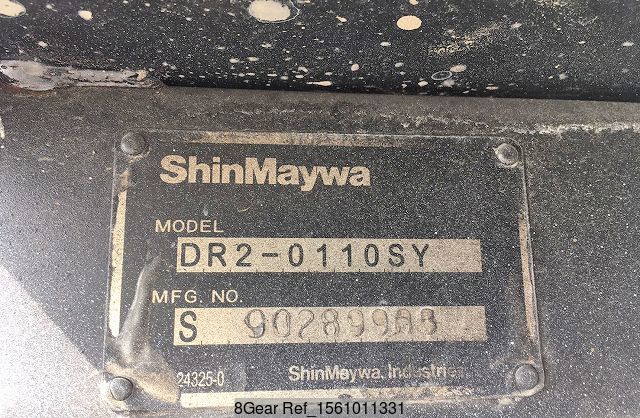 ShinMaywa
MODEL
DR2-0110SY
MFG. NO.
S
24325-0 ShinMaywa Industries
8Gear Ref_1561011331